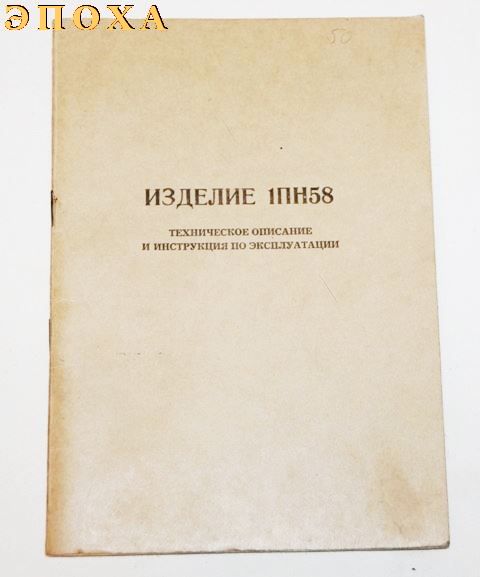 ЭПОХА
50
ИЗДЕЛИЕ 1ПН58
ТЕХНИЧЕСКОЕ ОПИСАНИЕ
И ИНСТРУКЦИЯ ПО ЭКСПЛУАТАЦИИ